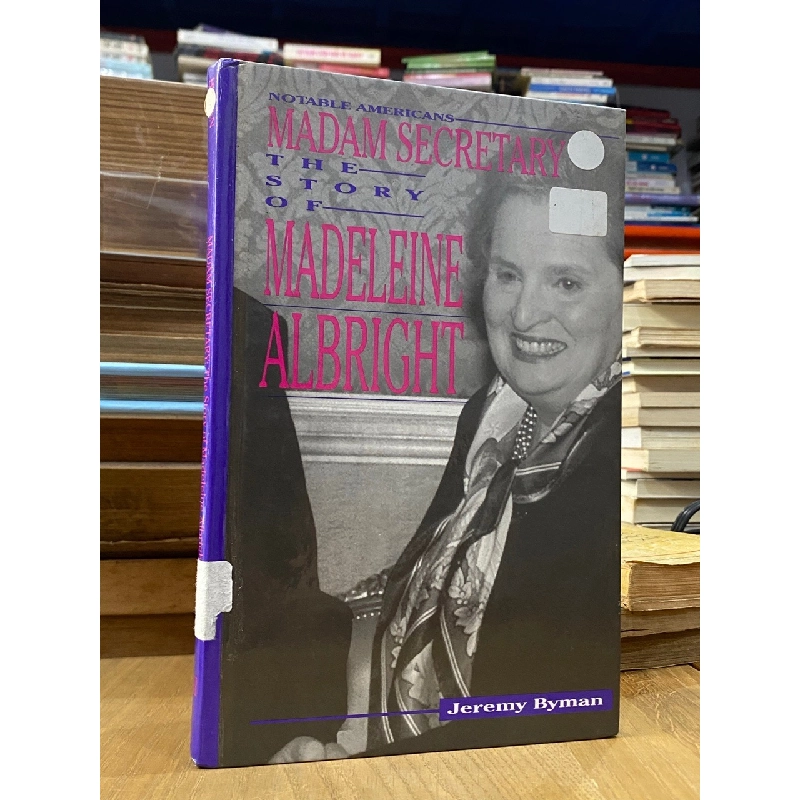 NOTABLE AMERICANS
MADAM SECRETARY
THE
STORY
OF
MADELEINE
ALBRIGHT
Jeremy Byman